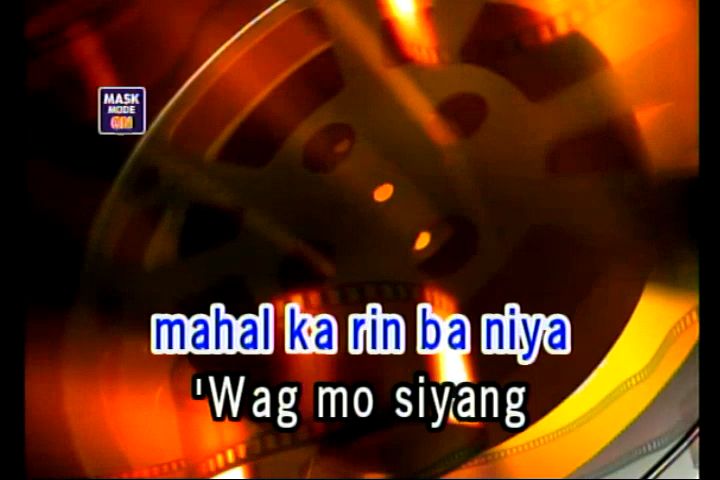 MASK
MODE
ON
mahal ka rin ba niya
'Wag mo siyang